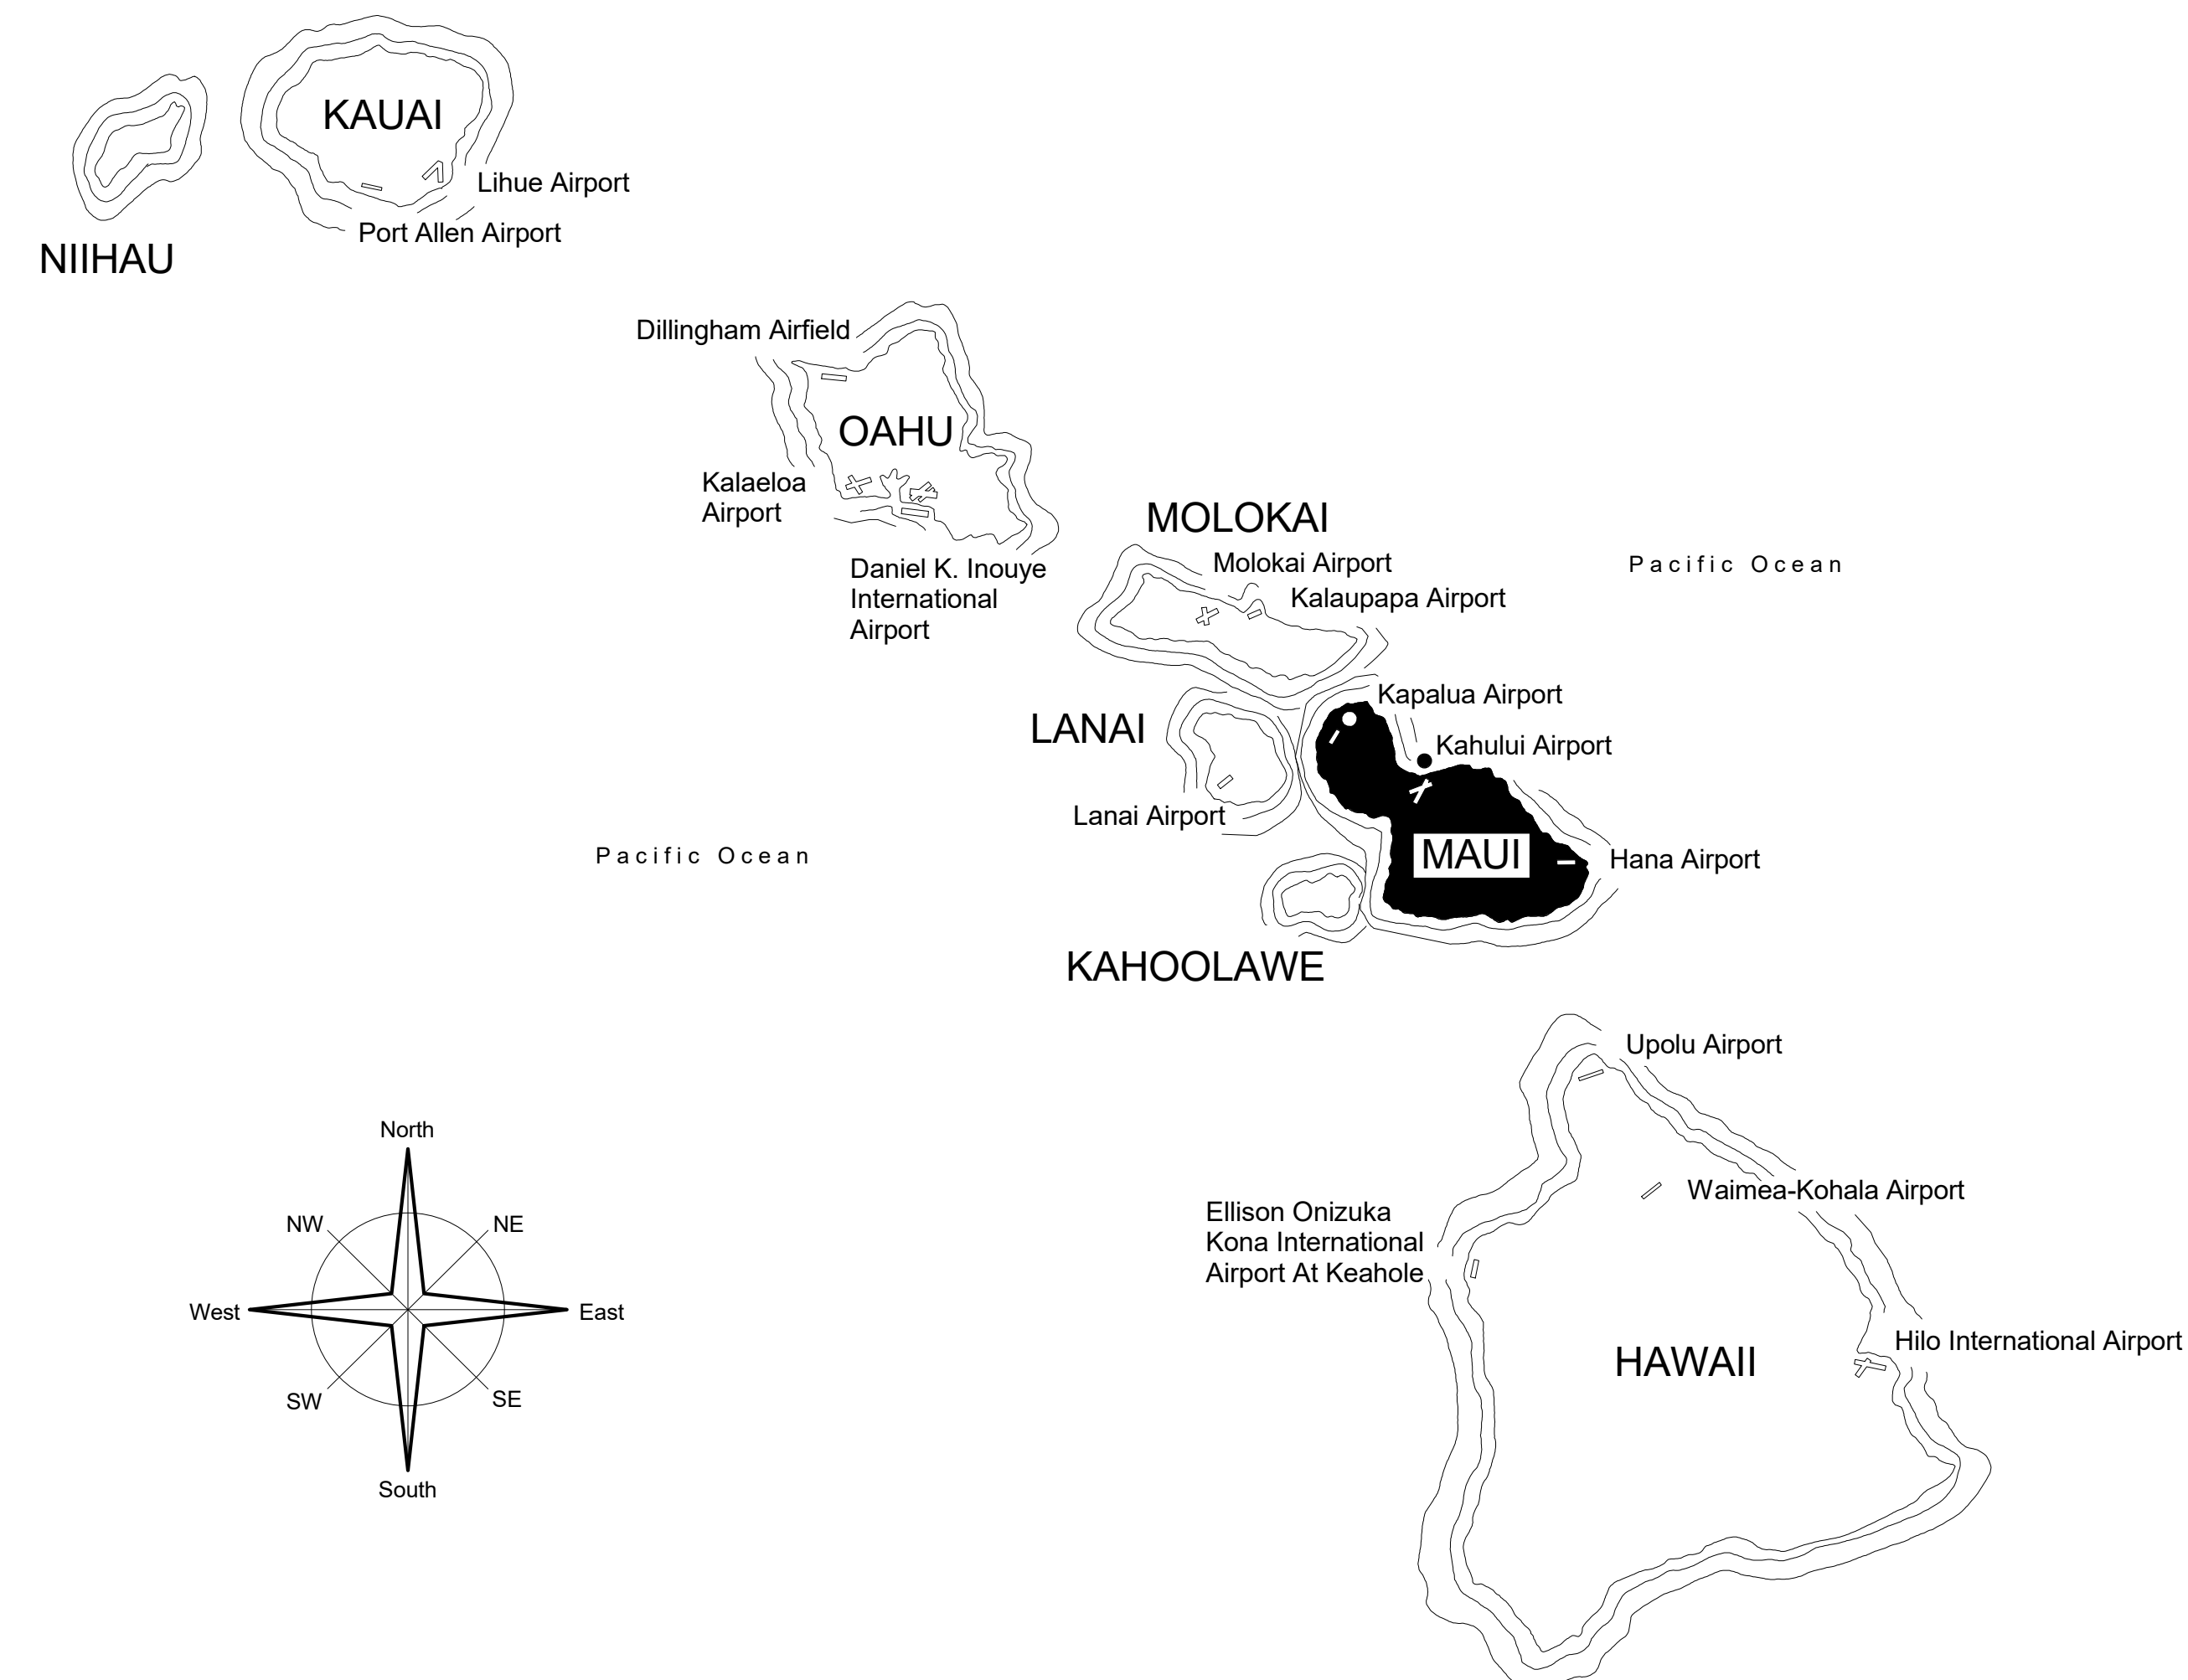 KAUAI
Lihue Airport
Port Allen Airport
NIIHAU
Dillingham Airfield
OAHU
Kalaeloa
Airport
Daniel K. Inouye
International
Airport
MOLOKAI
Molokai Airport
Kalaupapa Airport
Pacific Ocean
Kapalua Airport
LANAI
Kahului Airport
Lanai Airport
Pacific Ocean
MAUI
Hana Airport
KAHOOLAWE
Upolu Airport
Waimea-Kohala Airport
Ellison Onizuka
Kona International
Airport At Keahole
Hilo International Airport
HAWAII
North
NW
NE
West
East
SW
SE
South